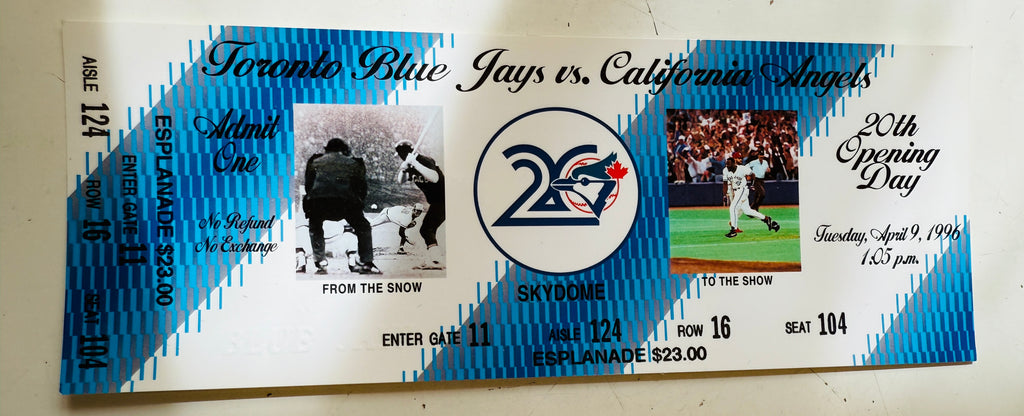 Toronto Blue Jays vs. California Angels
AISLE 124 ROW 16 SEAT 104
ENTER GATE 11
ESPLANADE $23.00
Admit
One
No Refund
No Exchange
FROM THE SNOW
20
SKYDOME
TO THE SHOW
20th
Opening
Day
Tuesday, April 9, 1996
1:05 p.m.
ENTER GATE 11 AISLE 124 ROW 16 SEAT 104
ESPLANADE $23.00